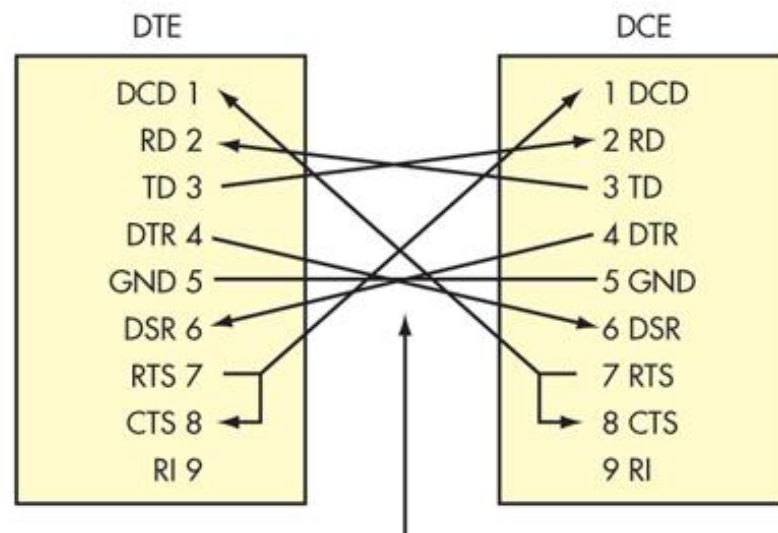 DTE
DCE
DCD 1
1 DCD
RD 2
2 RD
TD 3
3 TD
DTR 4
4 DTR
GND 5
5 GND
DSR 6
6 DSR
RTS 7
7 RTS
CTS 8
8 CTS
RI 9
9 RI